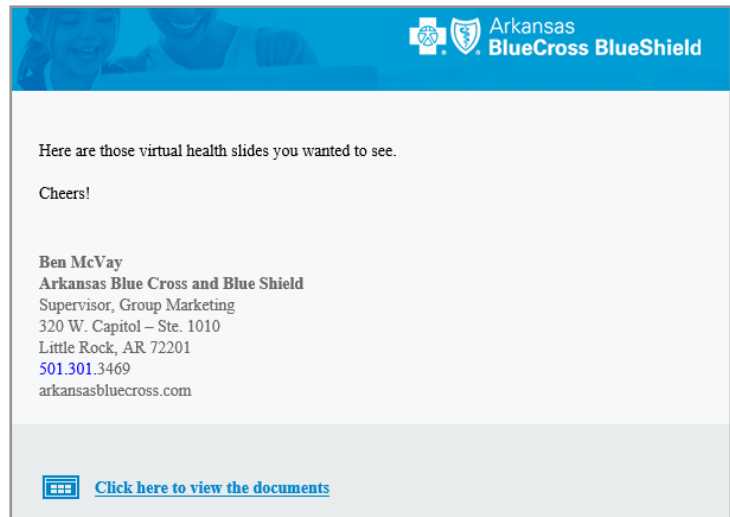 Arkansas
BlueCross BlueShield
Here are those virtual health slides you wanted to see.
Cheers!
Ben McVay
Arkansas Blue Cross and Blue Shield
Supervisor, Group Marketing
320 W. Capitol – Ste. 1010
Little Rock, AR 72201
501.301.3469
arkansasbluecross.com
Click here to view the documents